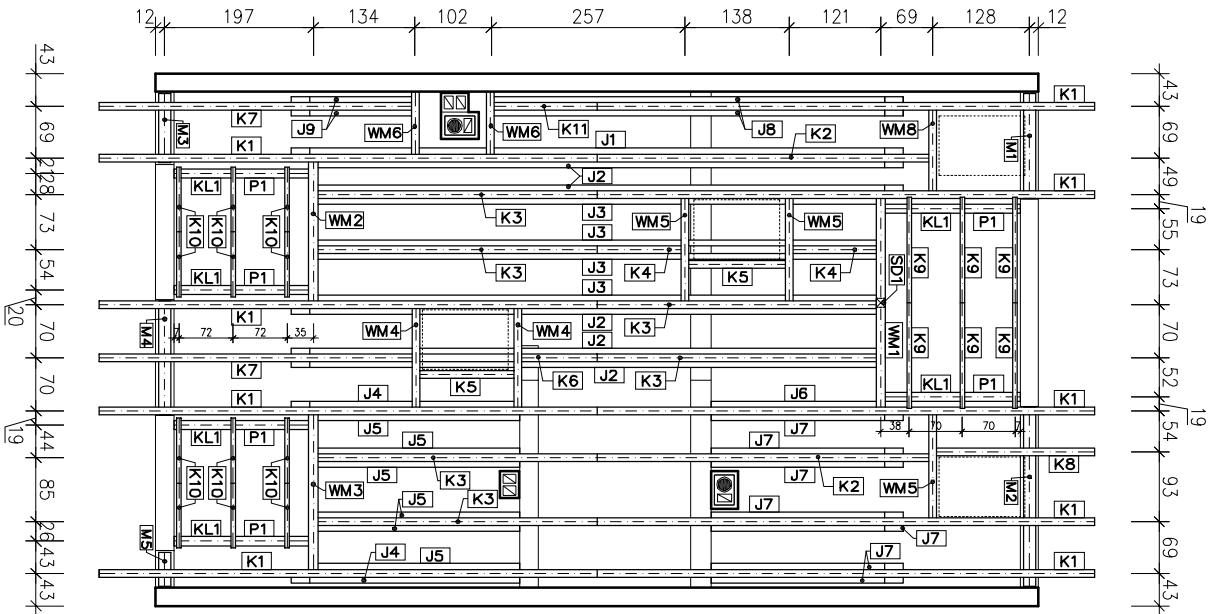 12 197 134 102 257 138 121 69 128 12
43
69
21
28
73
54
20
70
70
19
44
85
26
43
43
43
69
49
19
55
73
70
52
19
54
93
69
43
K1
K7
J9
WM6
WM6
K11
J8
WM8
M3
M1
K1
J1
K2
J2
K1
KL1 P1
K10 K10 K10
WM2
K3
J3
J3
WM5
WM5
KL1 P1
K9 K9 K9
KL1 P1
K3
J3
J3
K4
K5
K4
SD1
K1
M4
7 72 72 35
WM4
WM4
J2
J2
K3
WM1
K9 K9 K9
K7
K5
K6
J2
K3
KL1 P1
K1
J4
J6
K1
38 70 70 7
KL1 P1
J5
J5
J7
J7
K10 K10 K10
J5
K3
J7
K2
WM5
K8
M2
WM3
J5
K3
J7
J7
K1
KL1 P1
M5
K1
J4
J5
J7
K1